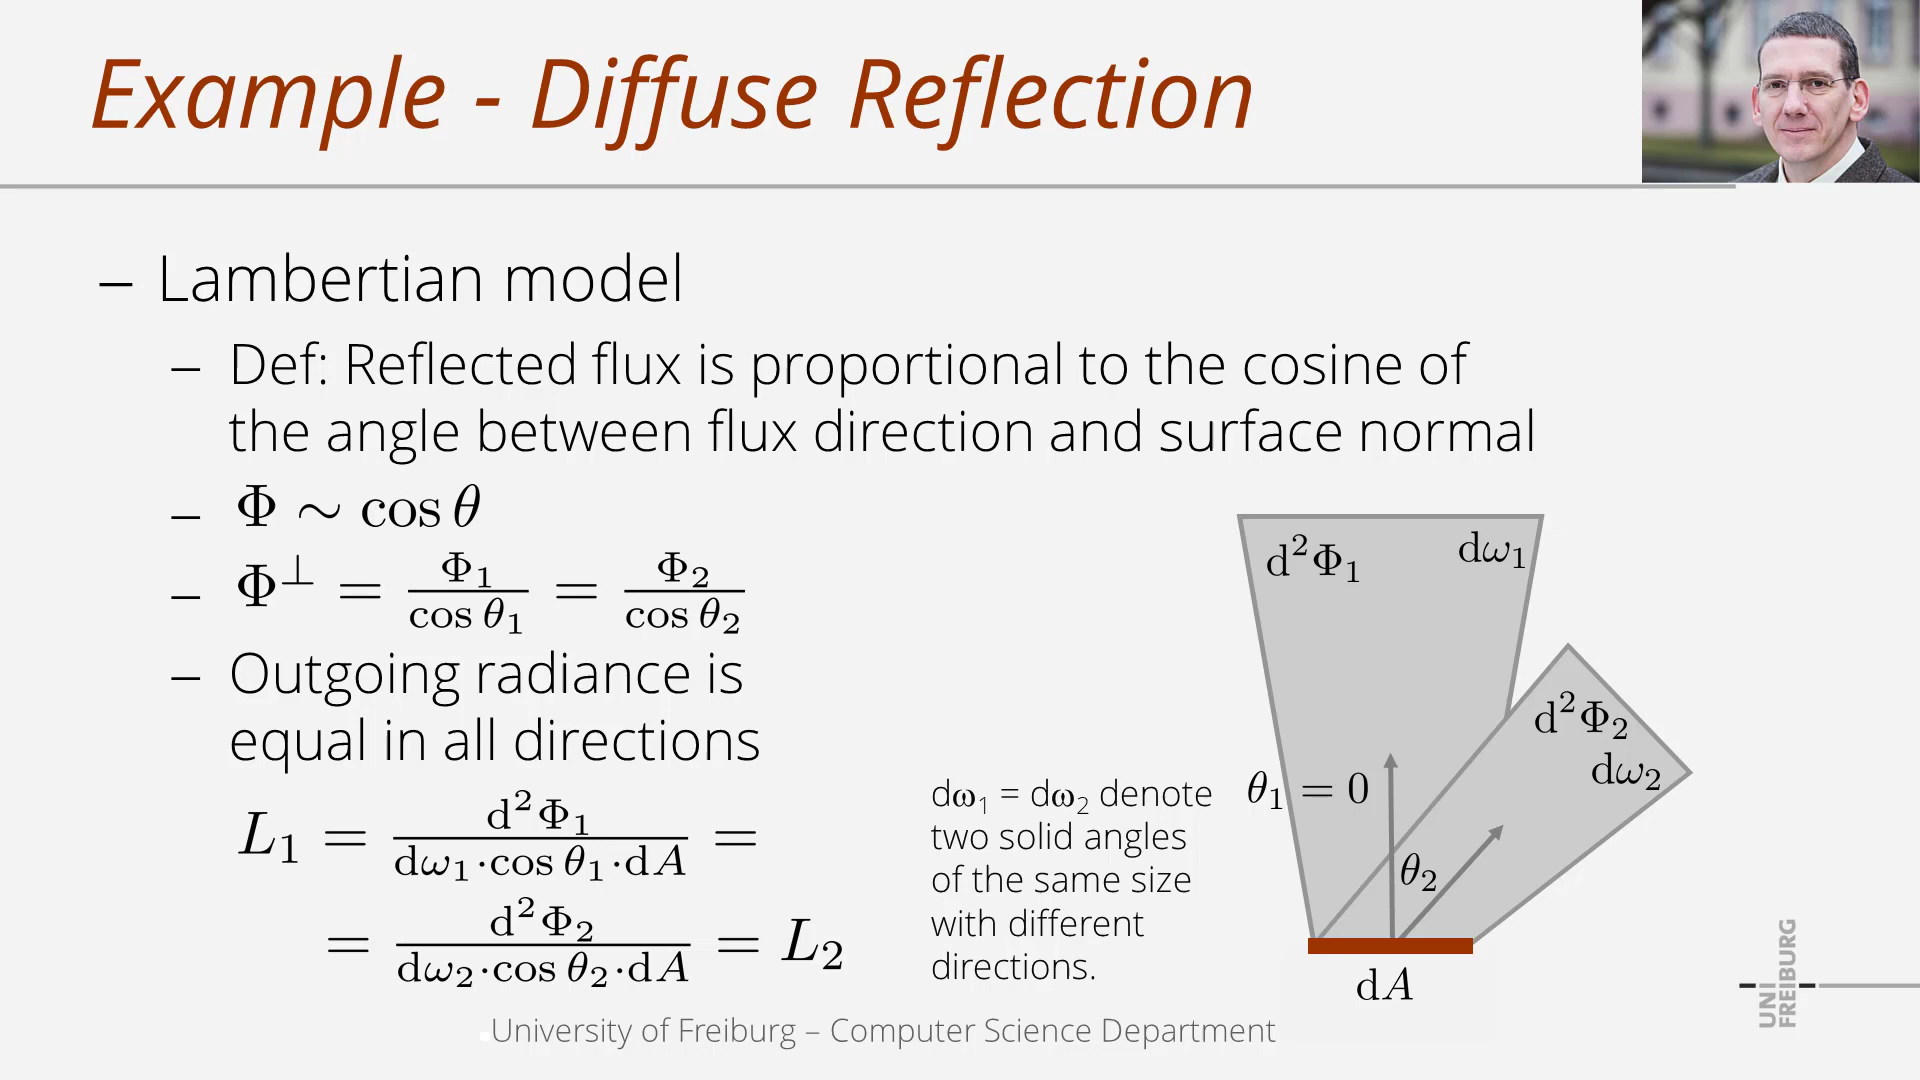 Example - Diffuse Reflection
– Lambertian model
– Def: Reflected flux is proportional to the cosine of
the angle between flux direction and surface normal
– Φ ∼ cos θ
– Φ^⊥ = Φ₁ / cos θ₁ = Φ₂ / cos θ₂
– Outgoing radiance is
equal in all directions
L₁ = d²Φ₁ / dω₁·cos θ₁·dA =
= d²Φ₂ / dω₂·cos θ₂·dA = L₂
dω₁ = dω₂ denote
two solid angles
of the same size
with different
directions.
d²Φ₁
dω₁
d²Φ₂
dω₂
θ₁ = 0
θ₂
dA
University of Freiburg – Computer Science Department
UNI
FREIBURG